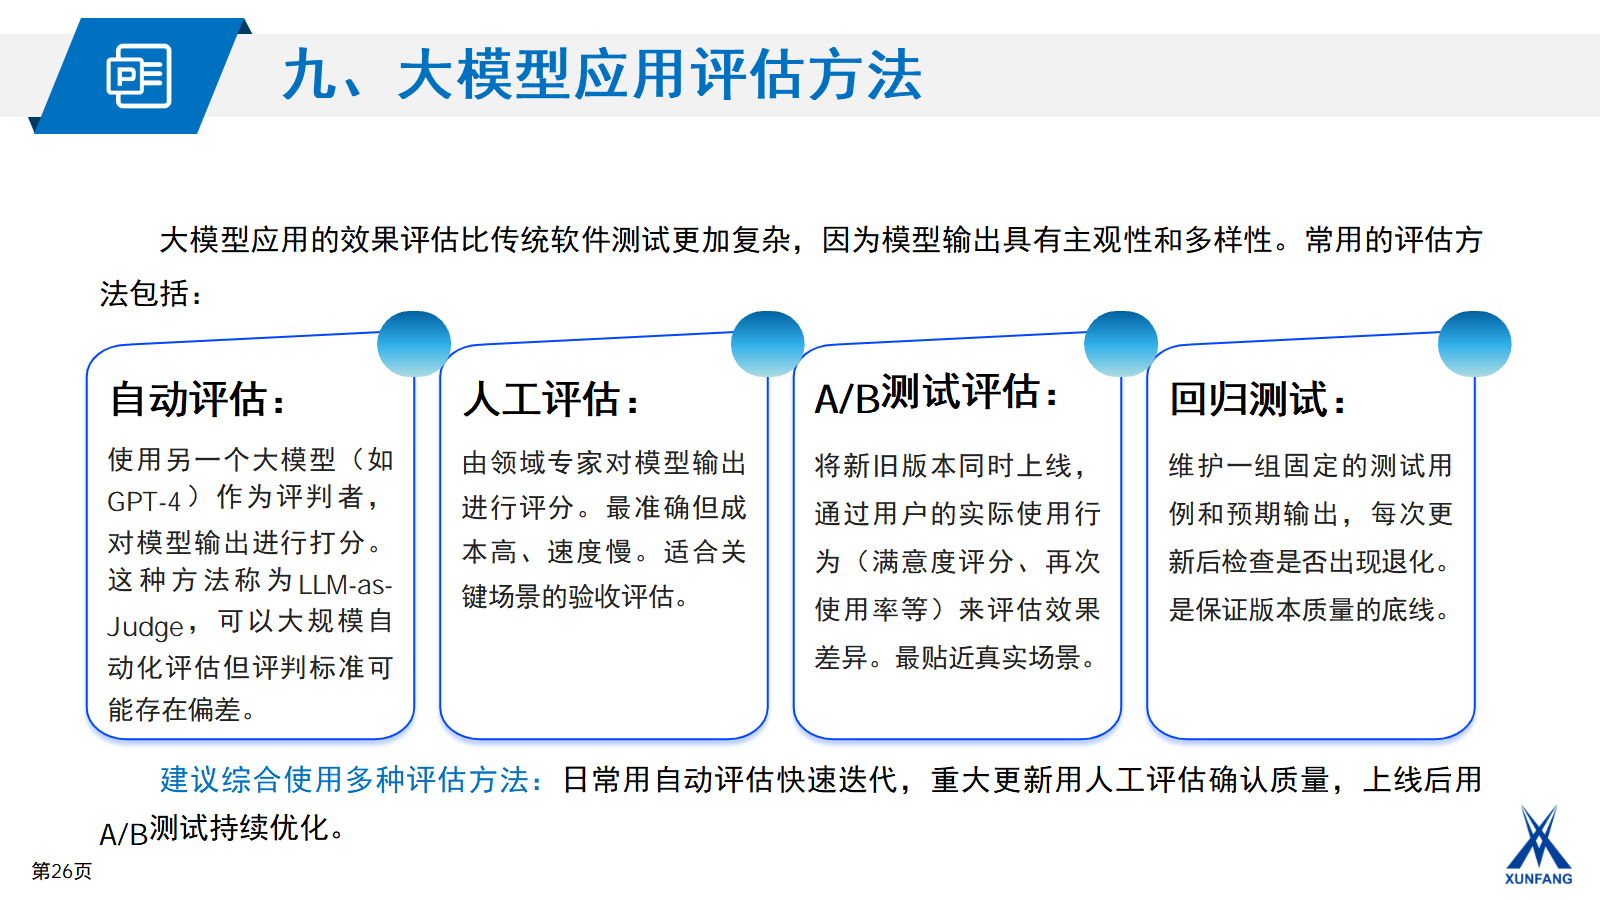 九、大模型应用评估方法
大模型应用的效果评估比传统软件测试更加复杂，因为模型输出具有主观性和多样性。常用的评估方
法包括：
自动评估：
使用另一个大模型（如
GPT-4）作为评判者，
对模型输出进行打分。
这种方法称为LLM-as-
Judge，可以大规模自
动化评估但评判标准可
能存在偏差。
人工评估：
由领域专家对模型输出
进行评分。最准确但成
本高、速度慢。适合关
键场景的验收评估。
A/B测试评估：
将新旧版本同时上线，
通过用户的实际使用行
为（满意度评分、再次
使用率等）来评估效果
差异。最贴近真实场景。
回归测试：
维护一组固定的测试用
例和预期输出，每次更
新后检查是否出现退化。
是保证版本质量的底线。
建议综合使用多种评估方法：日常用自动评估快速迭代，重大更新用人工评估确认质量，上线后用
A/B测试持续优化。
第26页
XUNFANG